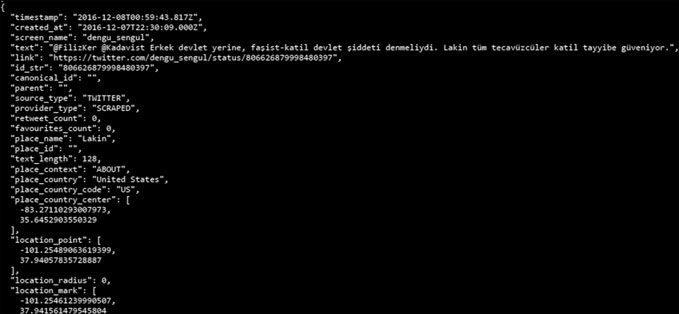 {
"timestamp": "2016-12-08T00:59:43.817Z",
"created_at": "2016-12-07T22:30:09.000Z",
"screen_name": "dengu_sengul",
"text": "@FilizKer @Kadavist Erkek devlet yerine, faşist-katil devlet şiddeti denmeliydi. Lakin tüm tecavüzcüler katil tayyibe güveniyor.",
"link": "https://twitter.com/dengu_sengul/status/806626879998480397",
"id_str": "806626879998480397",
"canonical_id": "",
"parent": "",
"source_type": "TWITTER",
"provider_type": "SCRAPED",
"retweet_count": 0,
"favourites_count": 0,
"place_name": "Lakin",
"place_id": "",
"text_length": 128,
"place_context": "ABOUT",
"place_country": "United States",
"place_country_code": "US",
"place_country_center": [
-83.27110293007973,
35.6452903550329
],
"location_point": [
-101.25489063619399,
37.94057835728887
],
"location_radius": 0,
"location_mark": [
-101.25461239990507,
37.941561479545804